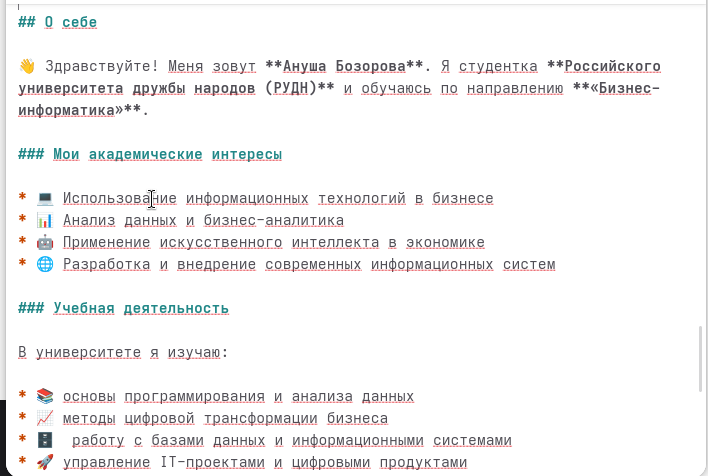 ## О себе
👋 Здравствуйте! Меня зовут **Ануша Бозорова**. Я студентка **Российского
университета дружбы народов (РУДН)** и обучаюсь по направлению **«Бизнес-
информатика»**.
### Мои академические интересы
* 💻 Использование информационных технологий в бизнесе
* 📊 Анализ данных и бизнес-аналитика
* 🤖 Применение искусственного интеллекта в экономике
* 🌐 Разработка и внедрение современных информационных систем
### Учебная деятельность
В университете я изучаю:
* 📚 основы программирования и анализа данных
* 📈 методы цифровой трансформации бизнеса
* 🗄️ работу с базами данных и информационными системами
* 🚀 управление IT-проектами и цифровыми продуктами